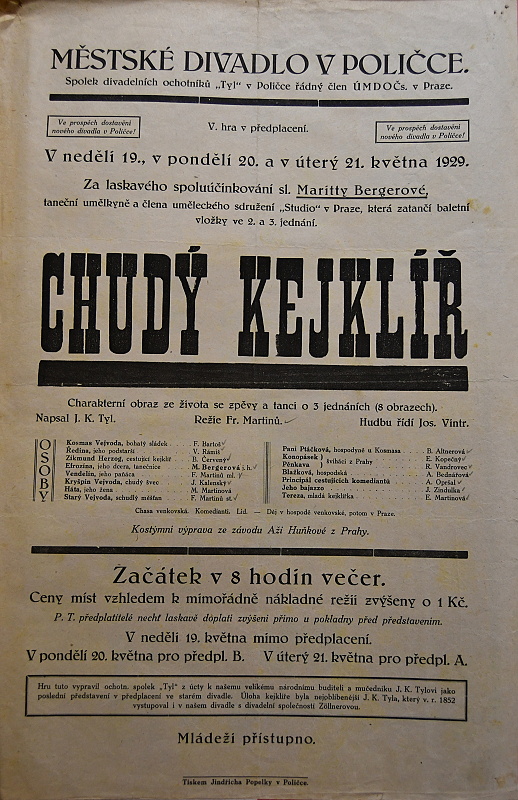 MĚSTSKÉ DIVADLO V POLIČCE.
Spolek divadelních ochotníků „Tyl“ v Poličce řádný člen ÚMDOČs. v Praze.
Ve prospěch dostavění
nového divadla v Poličce!
V. hra v předplacení.
Ve prospěch dostavění
nového divadla v Poličce!
V neděli 19., v pondělí 20. a v úterý 21. května 1929.
Za laskavého spoluúčinkování sl. Maritty Bergerové,
taneční umělkyně a člena uměleckého sdružení „Studio“ v Praze, která zatančí baletní
vložky ve 2. a 3. jednání.
CHUDÝ KEJKLÍŘ
Charakterní obraz ze života se zpěvy a tanci o 3 jednáních (8 obrazech).
Napsal J. K. Tyl. Režie Fr. Martinů. Hudbu řídí Jos. Vintr.
OSOBY
Kosmas Vejvoda, bohatý sládek . . . . F. Bartoš
Ředina, jeho podstarší . . . . V. Rámiš
Zikmund Herzog, cestující kejklíř . . B. Červený
Efrozina, jeho dcera, tanečnice . . . M. Bergerová j. h.
Vendelín, jeho paňáca . . . . F. Martinů ml.
Kryšpín Vejvoda, chudý švec . . . . J. Kalenský
Háta, jeho žena . . . . M. Martinová
Starý Vejvoda, schudlý měšťan . . . F. Martinů st.
Paní Ptáčková, hospodyně u Kosmasa . . B. Altnerová
Konopásek } švihácí z Prahy . . . . E. Kopečný
Pěnkava } . . . . R. Vandrovec
Blažková, hospodská . . . . A. Bednářová
Principál cestujících komediantů . . . A. Opršal
Jeho bajazzo . . . . J. Zindulka
Tereza, mladá kejklířka . . . . E. Martinová
Chasa venkovská. Komedianti. Lid. — Děj v hospodě venkovské, potom v Praze.
Kostýmní výprava ze závodu Aži Huňkové z Prahy.
Začátek v 8 hodin večer.
Ceny míst vzhledem k mimořádně nákladné režii zvýšeny o 1 Kč.
P. T. předplatitelé nechť laskavě doplatí zvýšení přímo u pokladny před představením.
V neděli 19. května mimo předplacení.
V pondělí 20. května pro předpl. B. V úterý 21. května pro předpl. A.
Hru tuto vypravil ochotn. spolek „Tyl“ z úcty k našemu velikému národnímu buditeli a mučedníku J. K. Tylovi jako
poslední představení v předplacení ve starém divadle. Úloha kejklíře byla nejoblíbenější J. K. Tyla, který v. r. 1852
vystupoval i v našem divadle s divadelní společností Zöllnerovou.
Mládeži přístupno.
Tiskem Jindřicha Popelky v Poličce.